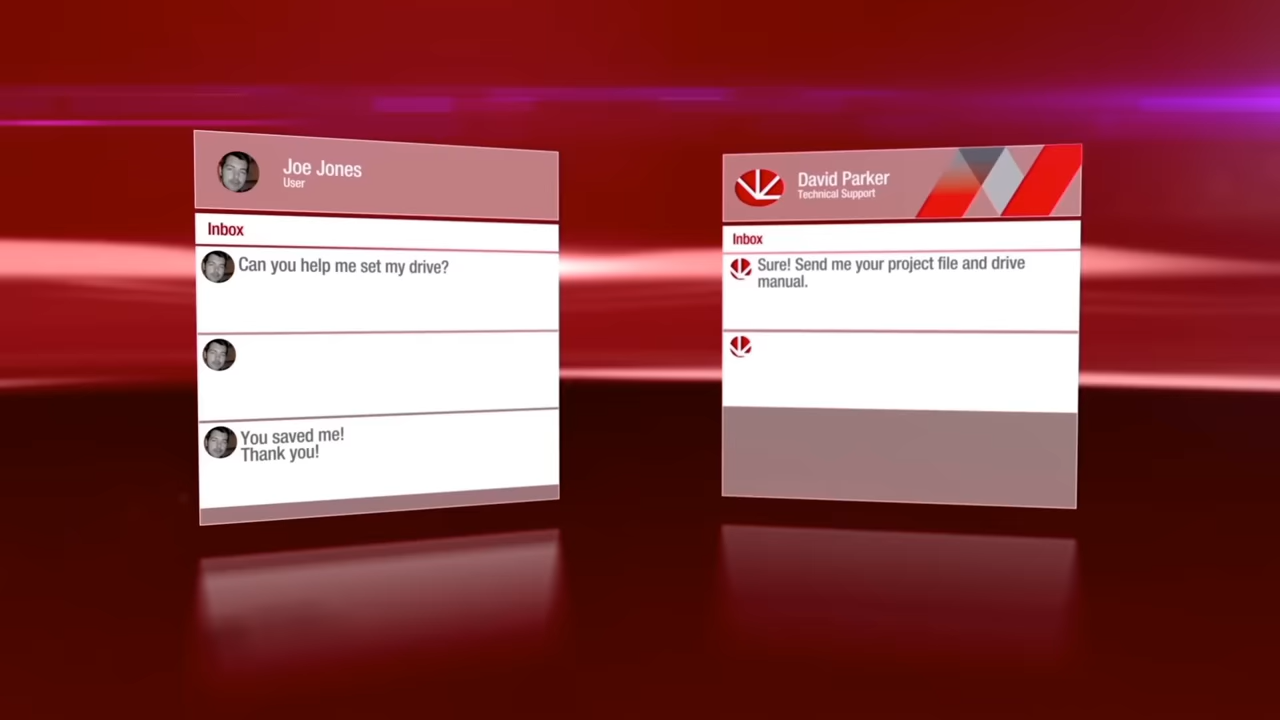 Joe Jones
User
Inbox
Can you help me set my drive?
You saved me!
Thank you!
David Parker
Technical Support
Inbox
Sure! Send me your project file and drive
manual.